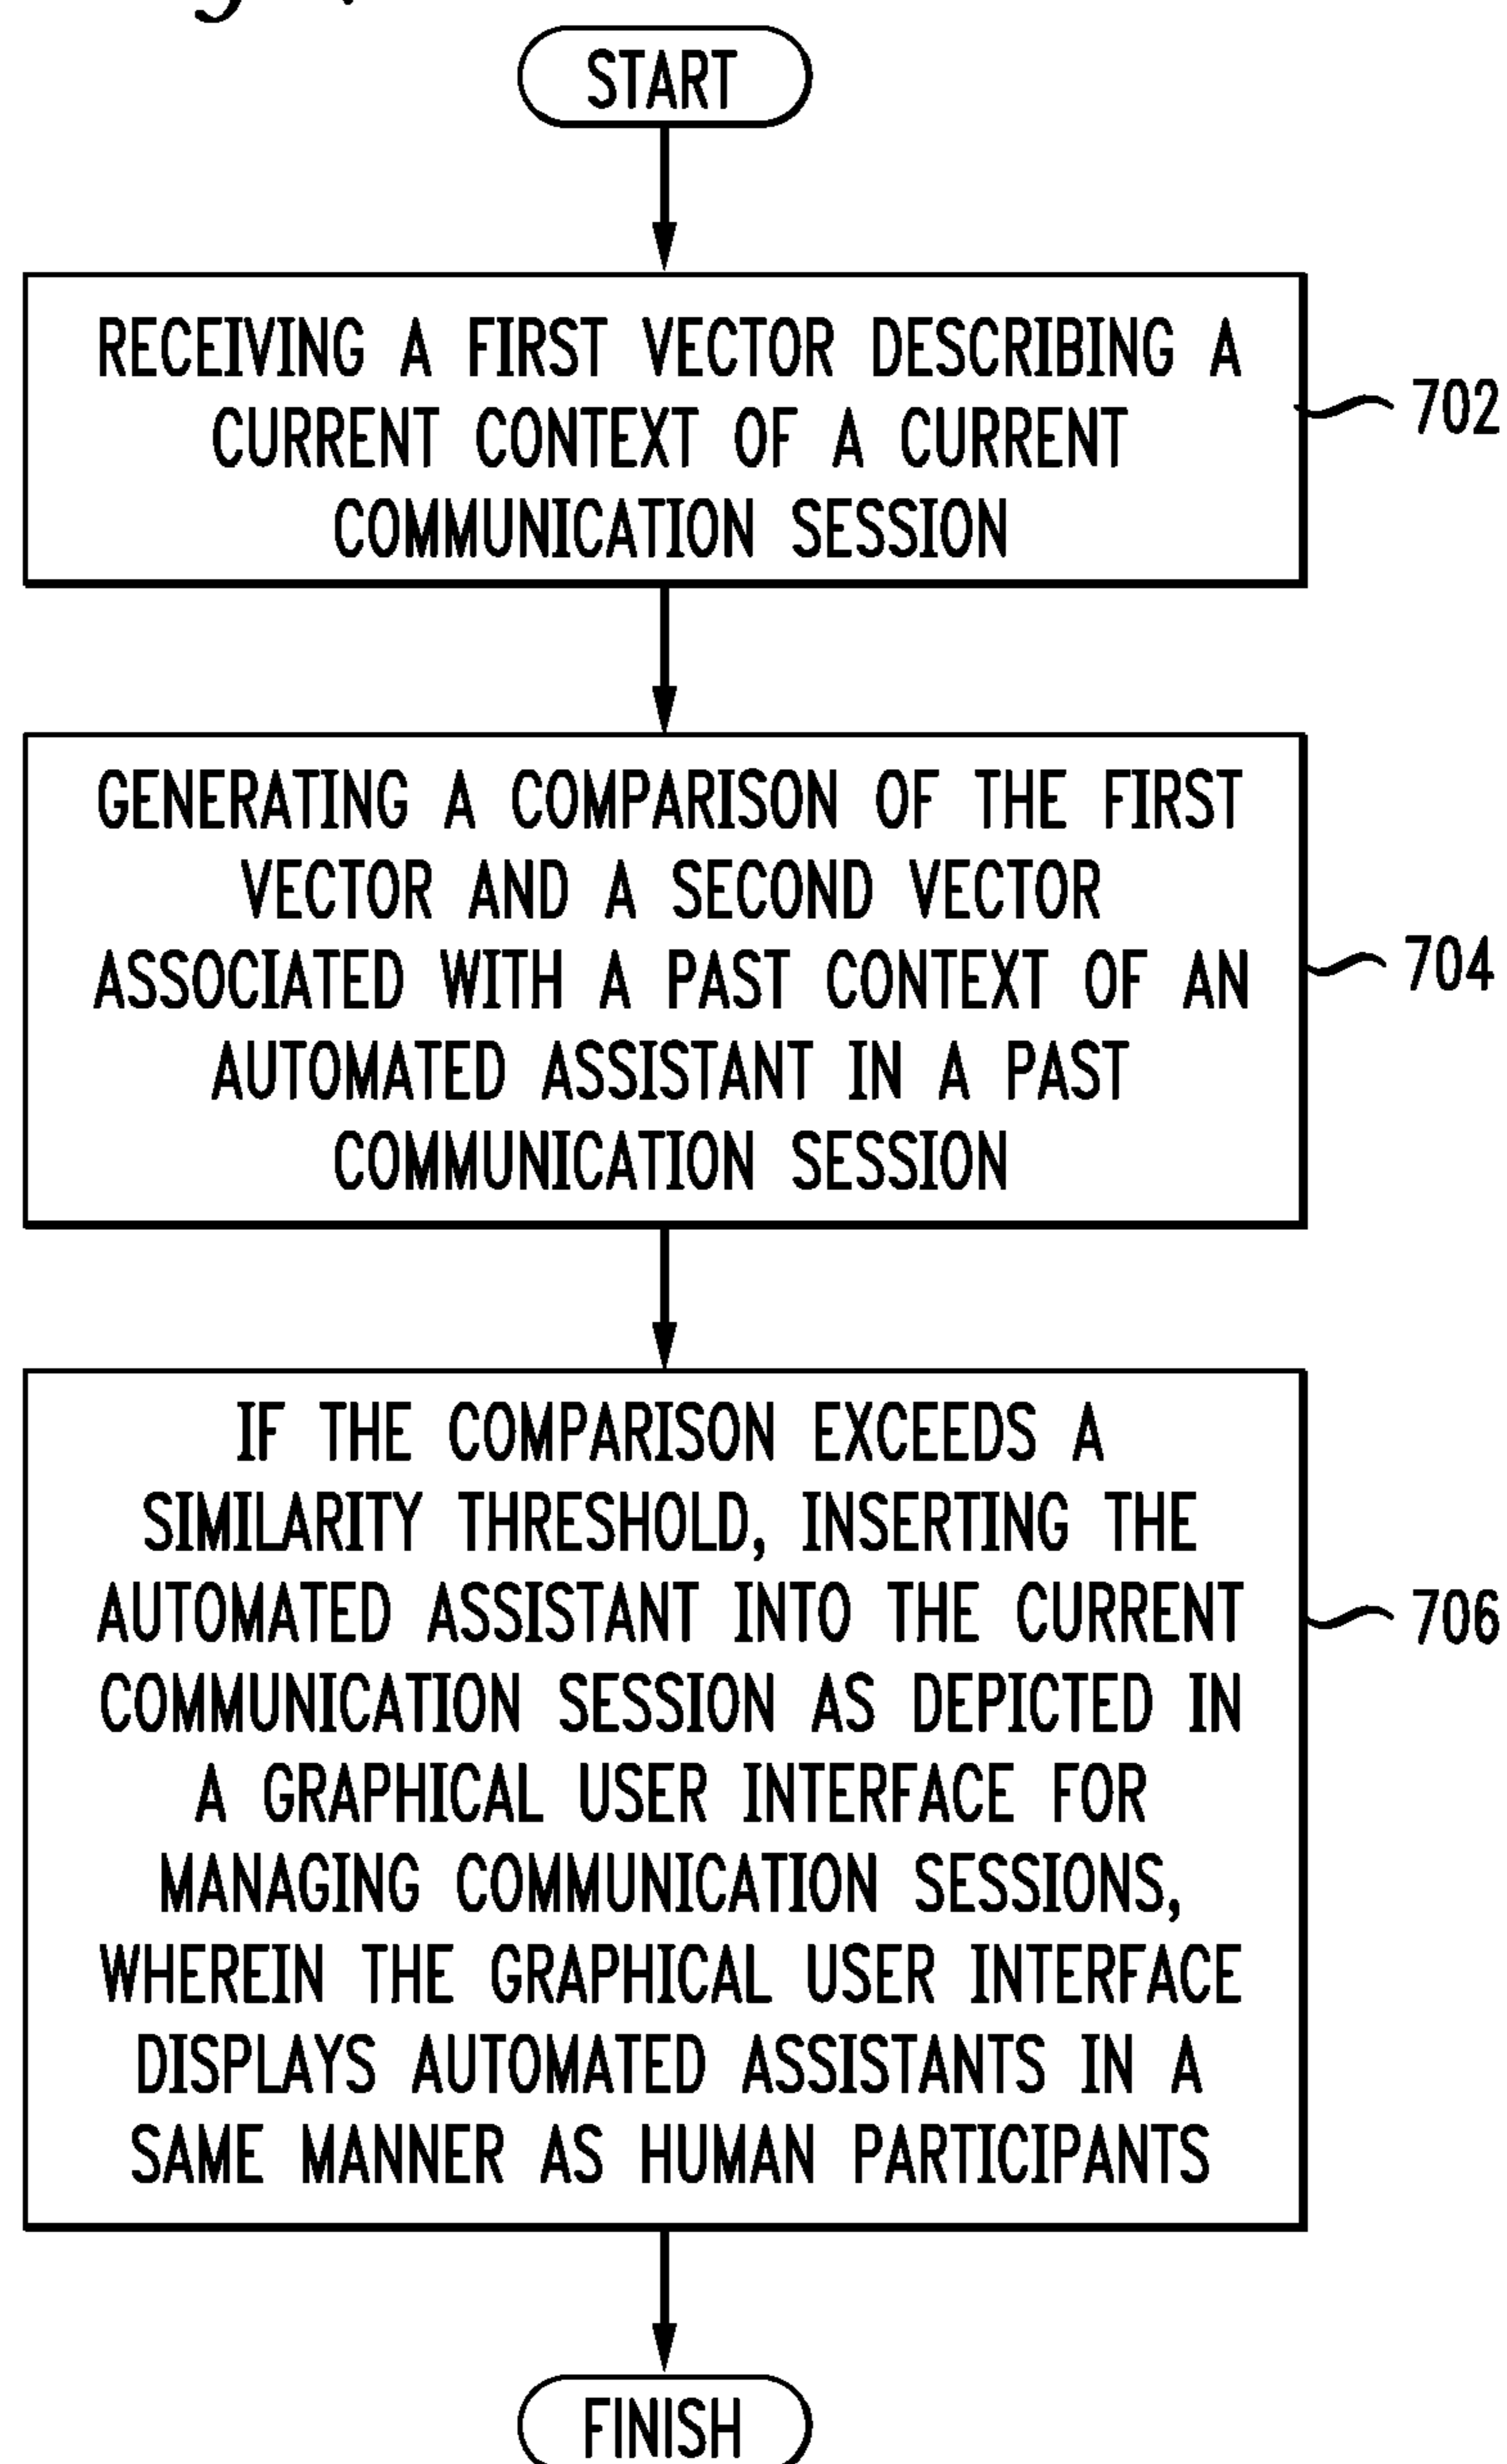 START
RECEIVING A FIRST VECTOR DESCRIBING A
CURRENT CONTEXT OF A CURRENT
COMMUNICATION SESSION
702
GENERATING A COMPARISON OF THE FIRST
VECTOR AND A SECOND VECTOR
ASSOCIATED WITH A PAST CONTEXT OF AN
AUTOMATED ASSISTANT IN A PAST
COMMUNICATION SESSION
704
IF THE COMPARISON EXCEEDS A
SIMILARITY THRESHOLD, INSERTING THE
AUTOMATED ASSISTANT INTO THE CURRENT
COMMUNICATION SESSION AS DEPICTED IN
A GRAPHICAL USER INTERFACE FOR
MANAGING COMMUNICATION SESSIONS,
WHEREIN THE GRAPHICAL USER INTERFACE
DISPLAYS AUTOMATED ASSISTANTS IN A
SAME MANNER AS HUMAN PARTICIPANTS
706
FINISH